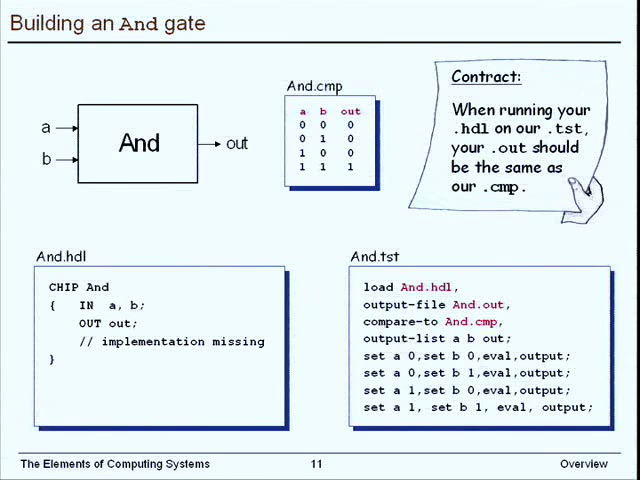 Building an And gate
And.cmp
a b out
0 0 0
0 1 0
1 0 0
1 1 1
Contract:
When running your
.hdl on our .tst,
your .out should
be the same as
our .cmp.
a
b
And
out
And.hdl
CHIP And
{ IN a, b;
OUT out;
// implementation missing
}
And.tst
load And.hdl,
output-file And.out,
compare-to And.cmp,
output-list a b out;
set a 0,set b 0,eval,output;
set a 0,set b 1,eval,output;
set a 1,set b 0,eval,output;
set a 1, set b 1, eval, output;
The Elements of Computing Systems
11
Overview